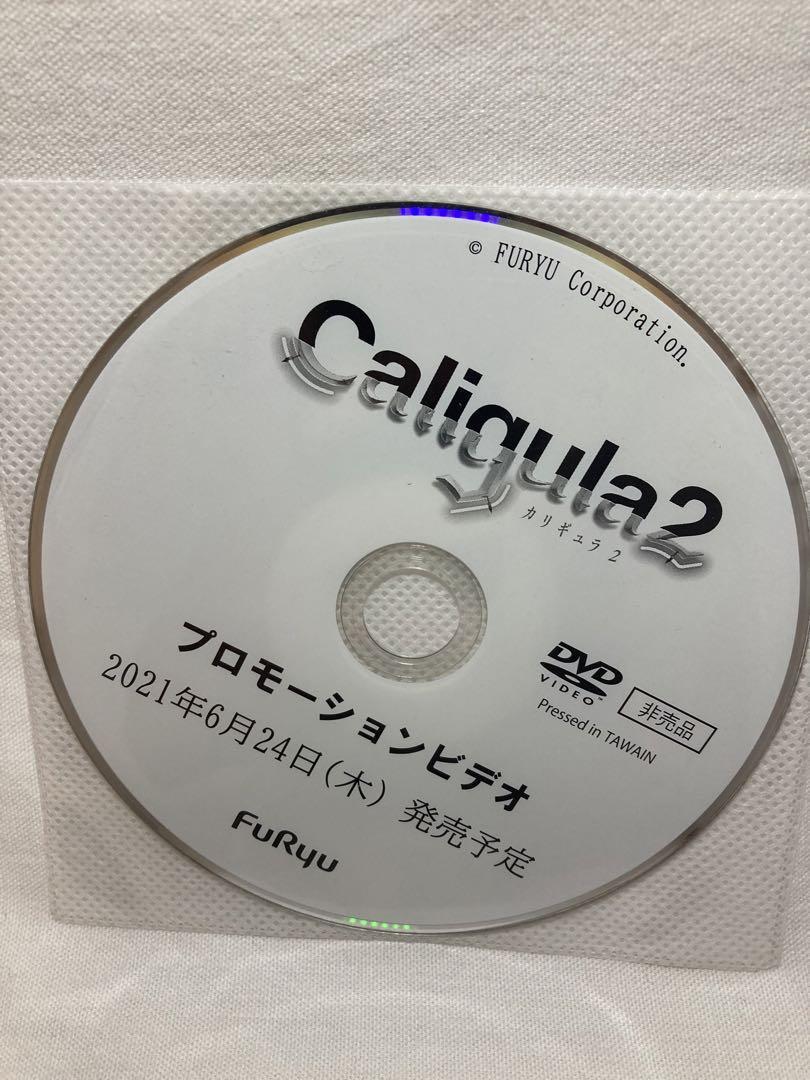 © FURYU Corporation.
Caligula2
カリギュラ2
DVD
VIDEO™
非売品
Pressed in TAWAIN
プロモーションビデオ
2021年6月24日(木) 発売予定
FuRyu